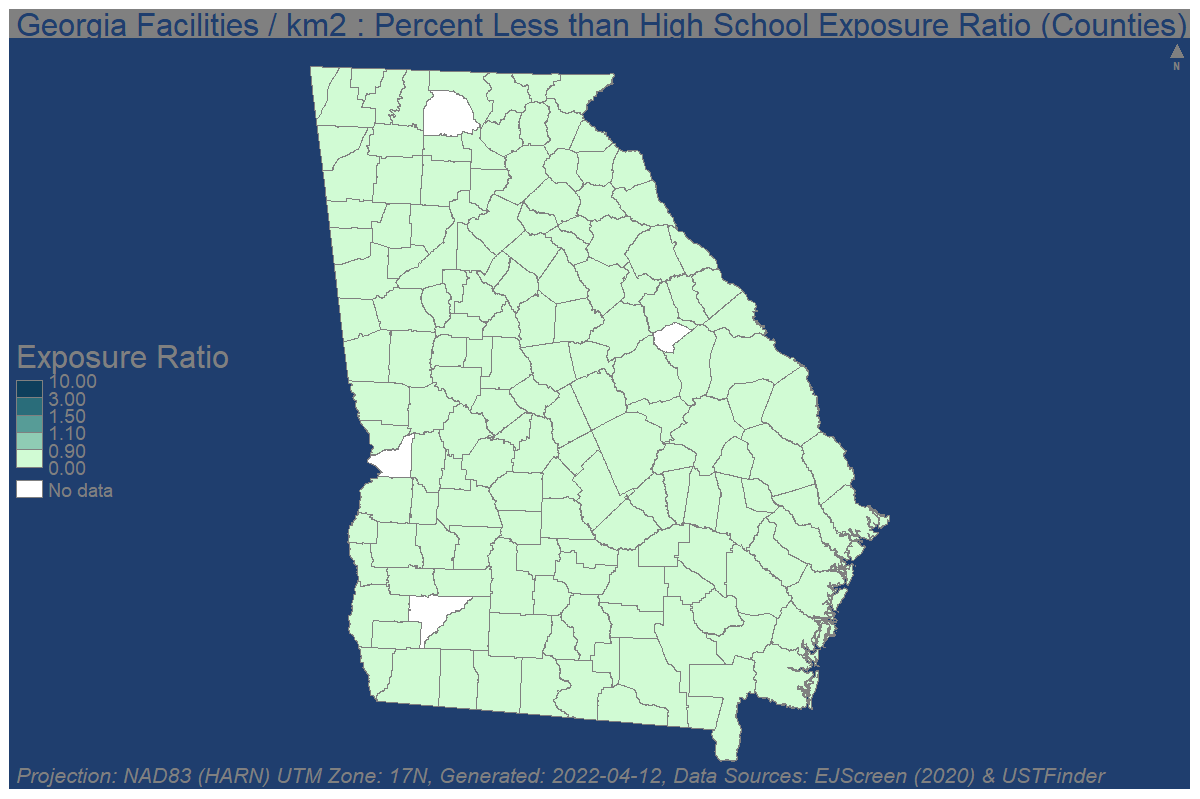 Georgia Facilities / km2 : Percent Less than High School Exposure Ratio (Counties)
N
Exposure Ratio
10.00
3.00
1.50
1.10
0.90
0.00
No data
Projection: NAD83 (HARN) UTM Zone: 17N, Generated: 2022-04-12, Data Sources: EJScreen (2020) & USTFinder